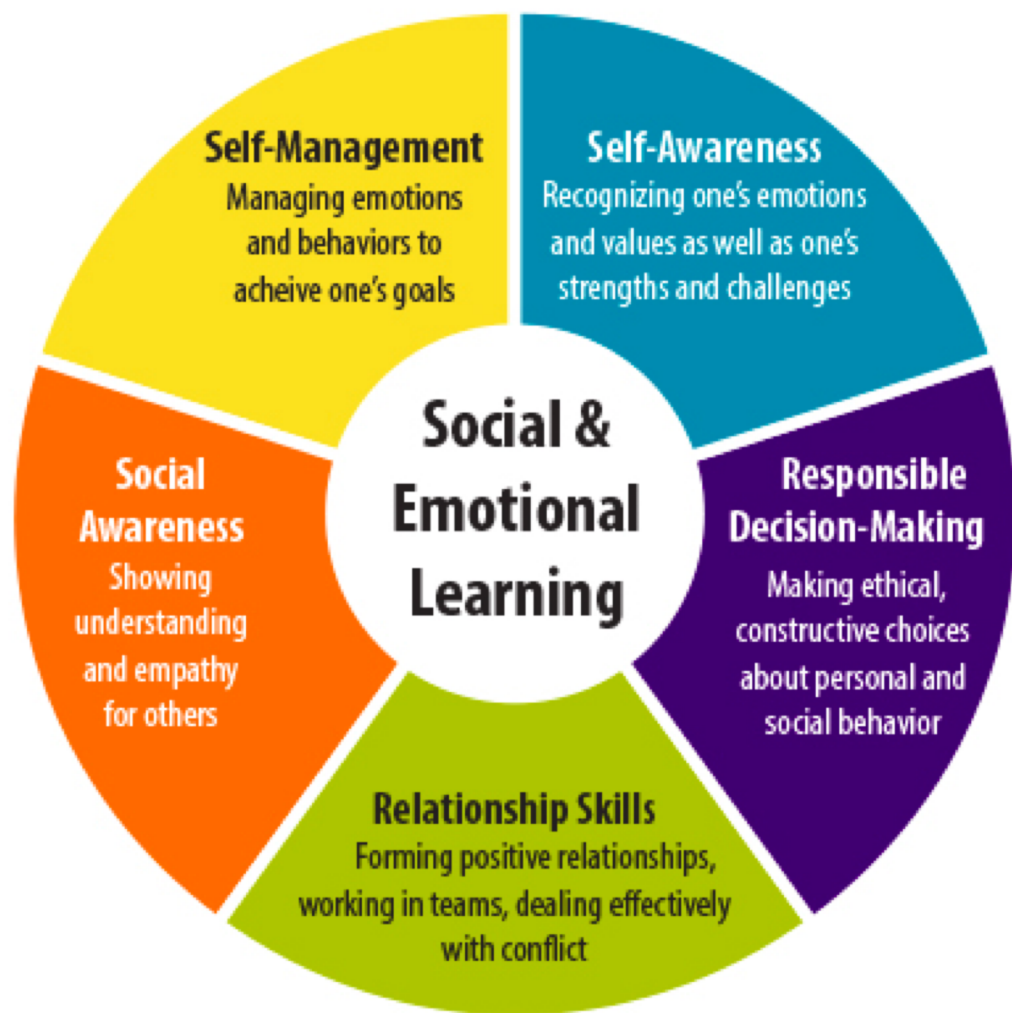 Self-Management
Managing emotions
and behaviors to
acheive one's goals
Self-Awareness
Recognizing one's emotions
and values as well as one's
strengths and challenges
Social &
Emotional
Learning
Social
Awareness
Showing
understanding
and empathy
for others
Responsible
Decision-Making
Making ethical,
constructive choices
about personal and
social behavior
Relationship Skills
Forming positive relationships,
working in teams, dealing effectively
with conflict